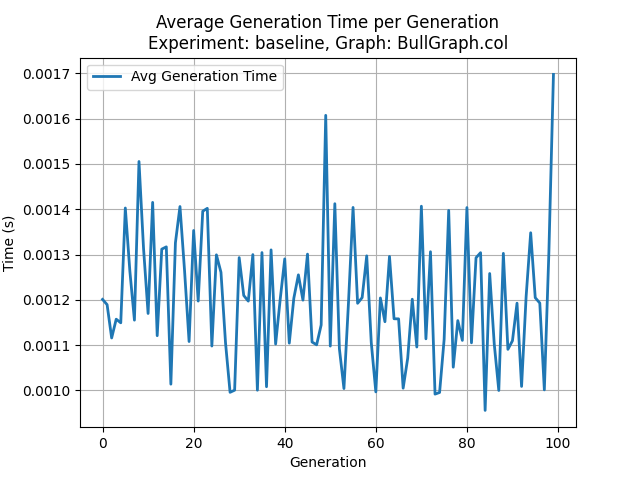 Average Generation Time per Generation
Experiment: baseline, Graph: BullGraph.col
Avg Generation Time
Time (s)
0.0017
0.0016
0.0015
0.0014
0.0013
0.0012
0.0011
0.0010
0 20 40 60 80 100
Generation